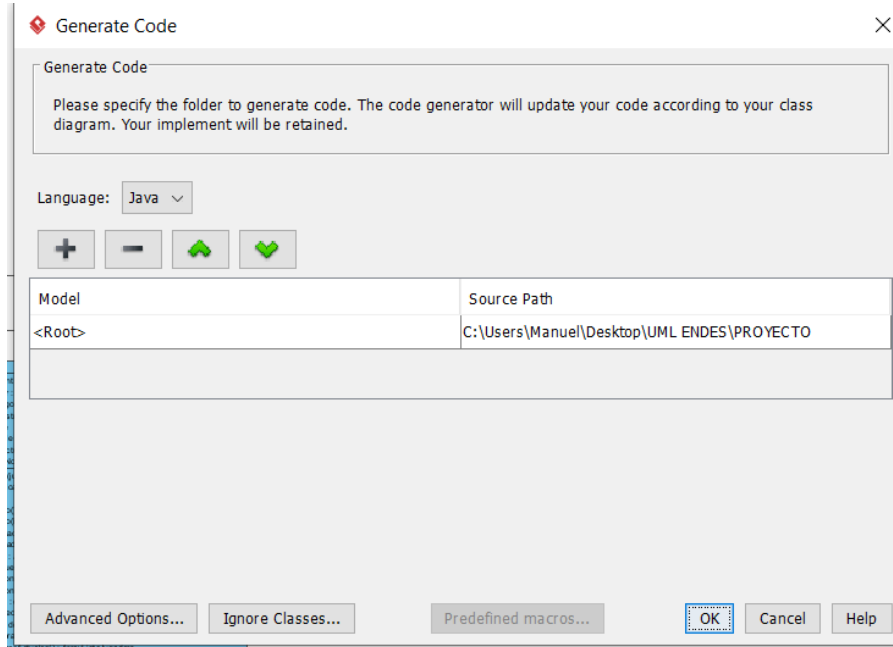 Generate Code
Generate Code
Please specify the folder to generate code. The code generator will update your code according to your class
diagram. Your implement will be retained.
Language: Java
Model Source Path
<Root> C:\Users\Manuel\Desktop\UML ENDES\PROYECTO
Advanced Options... Ignore Classes... Predefined macros... OK Cancel Help